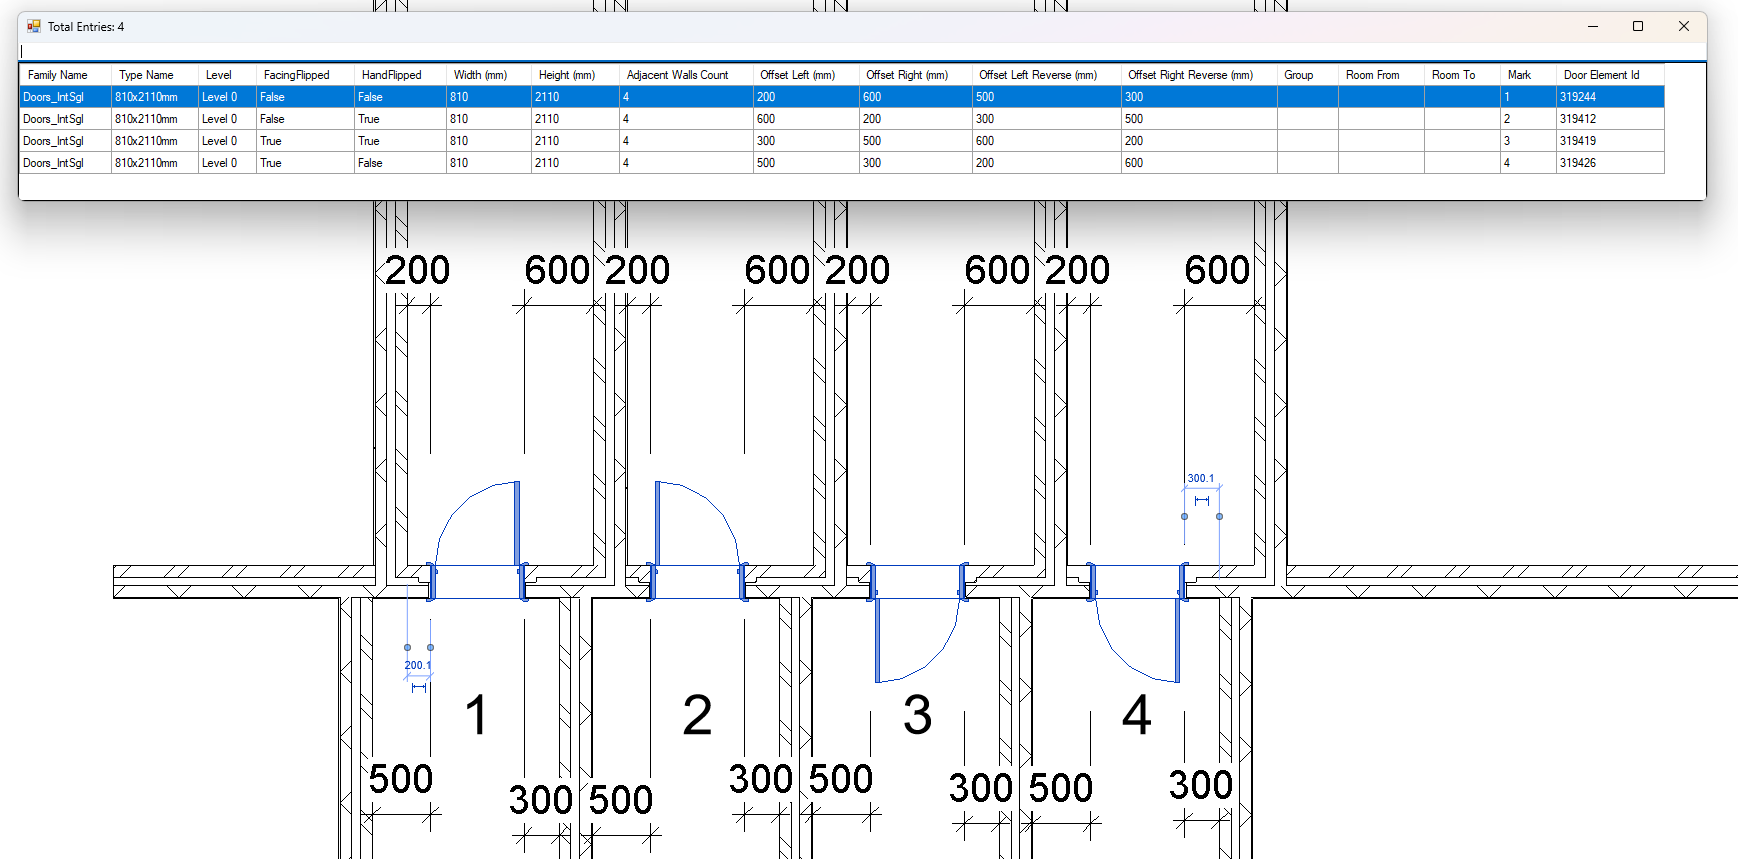 Total Entries: 4
Family Name Type Name Level FacingFlipped HandFlipped Width (mm) Height (mm) Adjacent Walls Count Offset Left (mm) Offset Right (mm) Offset Left Reverse (mm) Offset Right Reverse (mm) Group Room From Room To Mark Door Element Id
Doors_IntSgl 810x2110mm Level 0 False False 810 2110 4 200 600 500 300 1 319244
Doors_IntSgl 810x2110mm Level 0 False True 810 2110 4 600 200 300 500 2 319412
Doors_IntSgl 810x2110mm Level 0 True True 810 2110 4 300 500 600 200 3 319419
Doors_IntSgl 810x2110mm Level 0 True False 810 2110 4 500 300 200 600 4 319426
200 600 200 600 200 600 200 600
300.1
200.1
1 2 3 4
500 300 500 300 500 300 500 300